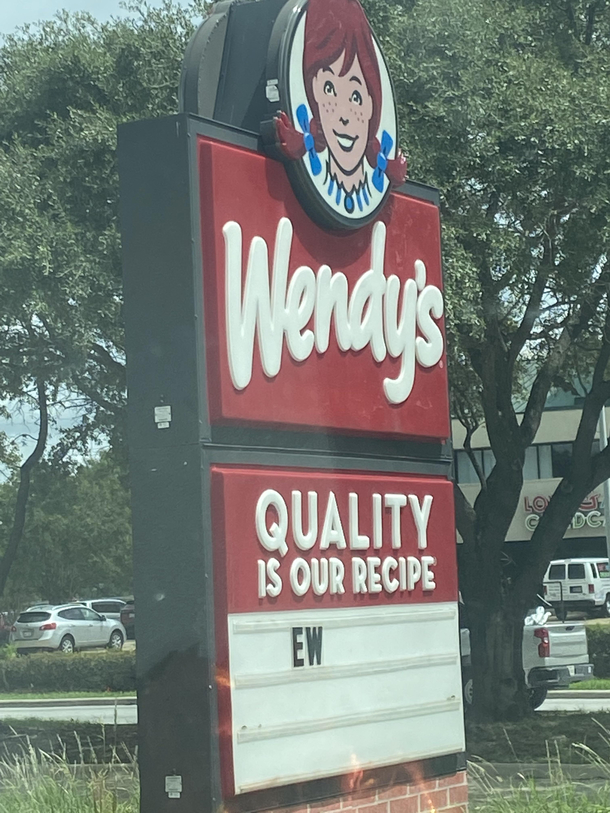 Wendy's
QUALITY
IS OUR RECIPE
EW